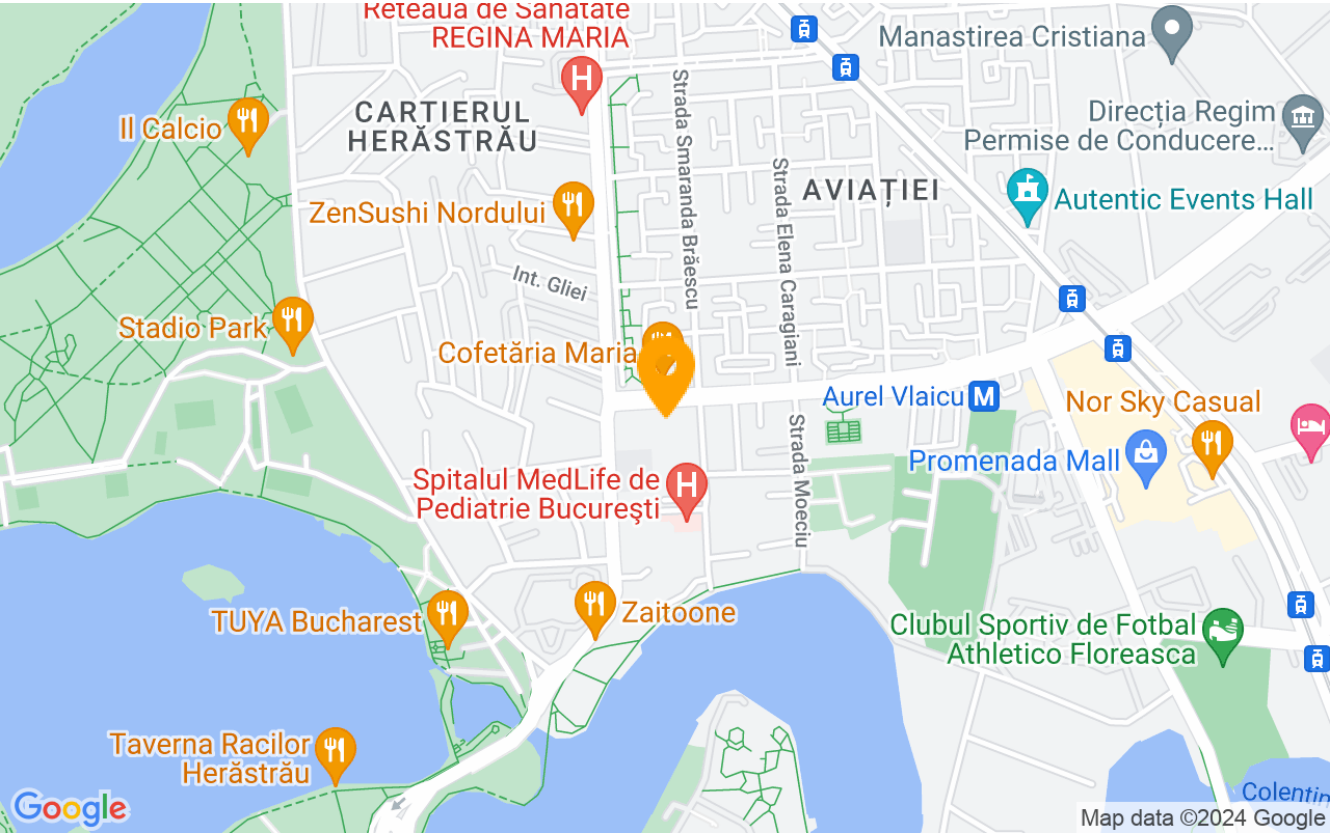 Rețeaua de Sănătate
REGINA MARIA
Manastirea Cristiana
Il Calcio
CARTIERUL
HERĂSTRĂU
Strada Smaranda Brăescu
Direcția Regim
Permise de Conducere...
Strada Elena Caragiani
AVIAȚIEI
Autentic Events Hall
ZenSushi Nordului
Int. Gliei
Stadio Park
Cofetăria Maria
Aurel Vlaicu
M
Nor Sky Casual
Strada Moeciu
Promenada Mall
Spitalul MedLife de
Pediatrie Bucureşti
H
H
TUYA Bucharest
Zaitoone
Clubul Sportiv de Fotbal
Athletico Floreasca
Taverna Racilor
Herăstrău
Colentin
Google
Map data ©2024 Google